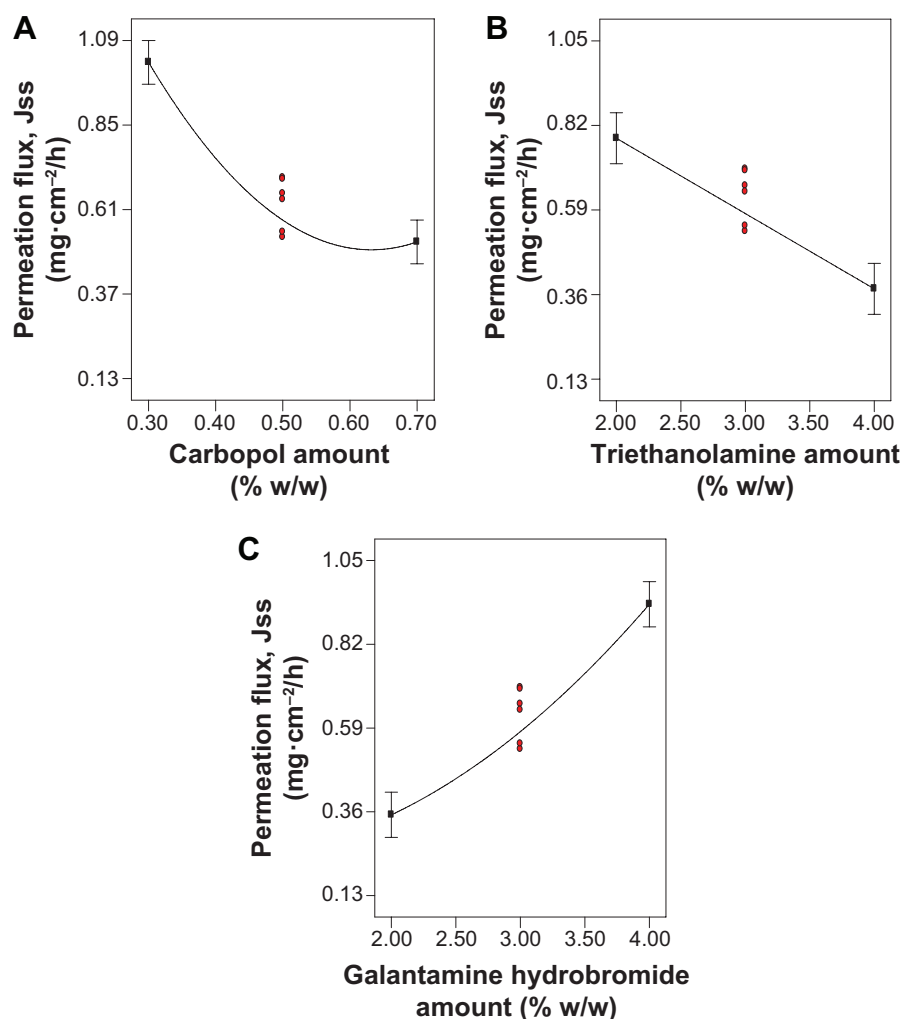 A
Permeation flux, Jss
(mg·cm⁻²/h)
1.09
0.85
0.61
0.37
0.13
0.30 0.40 0.50 0.60 0.70
Carbopol amount
(% w/w)
B
Permeation flux, Jss
(mg·cm⁻²/h)
1.05
0.82
0.59
0.36
0.13
2.00 2.50 3.00 3.50 4.00
Triethanolamine amount
(% w/w)
C
Permeation flux, Jss
(mg·cm⁻²/h)
1.05
0.82
0.59
0.36
0.13
2.00 2.50 3.00 3.50 4.00
Galantamine hydrobromide
amount (% w/w)